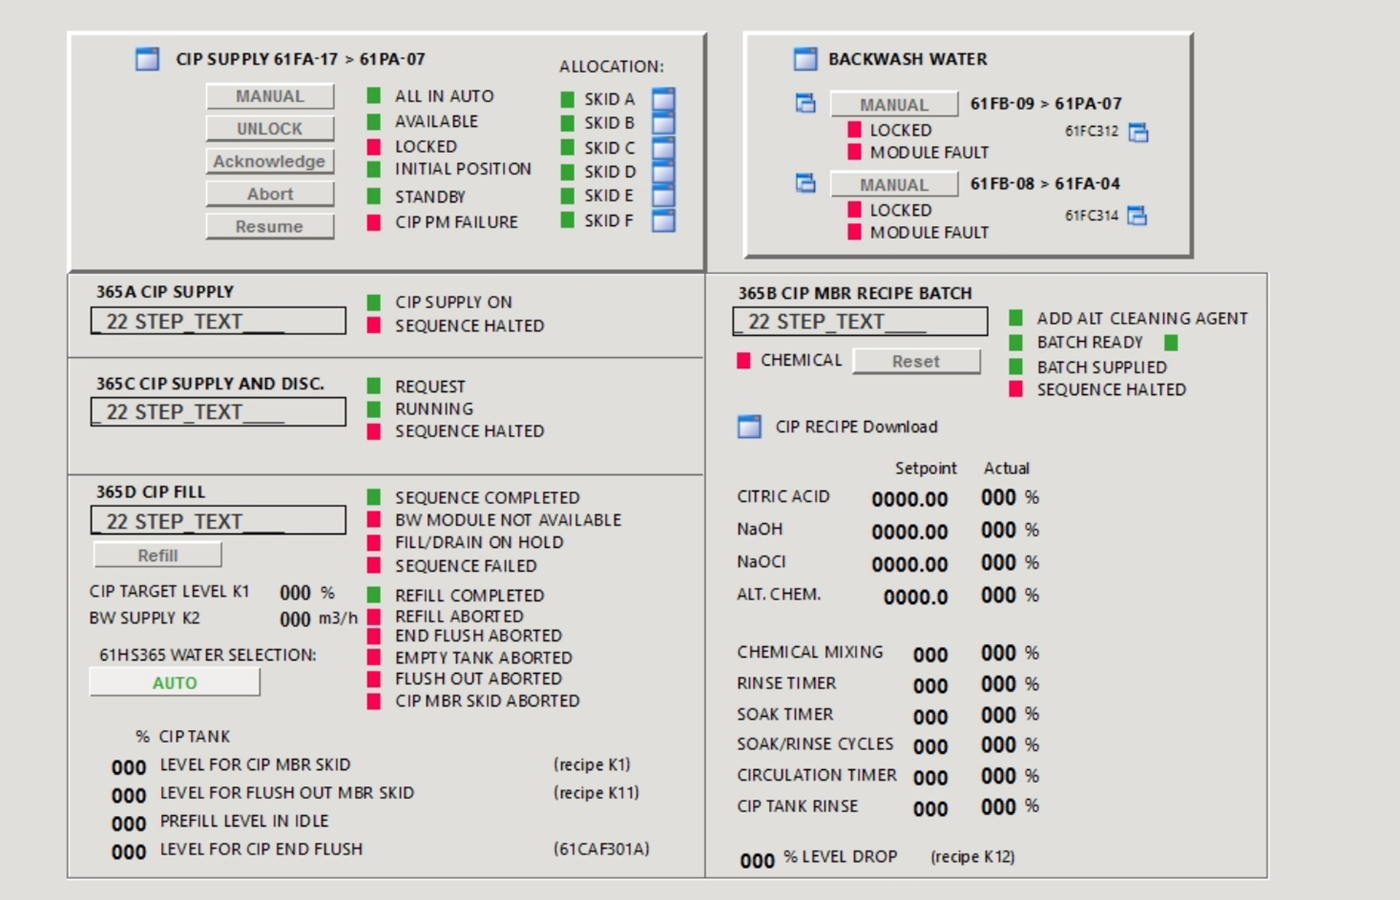 CIP SUPPLY 61FA-17 > 61PA-07
ALLOCATION:
MANUAL
UNLOCK
Acknowledge
Abort
Resume
ALL IN AUTO
AVAILABLE
LOCKED
INITIAL POSITION
STANDBY
CIP PM FAILURE
SKID A
SKID B
SKID C
SKID D
SKID E
SKID F
BACKWASH WATER
MANUAL 61FB-09 > 61PA-07
LOCKED 61FC312
MODULE FAULT
MANUAL 61FB-08 > 61FA-04
LOCKED 61FC314
MODULE FAULT
365A CIP SUPPLY
_ 22 STEP_TEXT____
CIP SUPPLY ON
SEQUENCE HALTED
365C CIP SUPPLY AND DISC.
_ 22 STEP_TEXT____
REQUEST
RUNNING
SEQUENCE HALTED
365D CIP FILL
_ 22 STEP_TEXT____
Refill
CIP TARGET LEVEL K1 000 %
BW SUPPLY K2 000 m3/h
61HS365 WATER SELECTION:
AUTO
SEQUENCE COMPLETED
BW MODULE NOT AVAILABLE
FILL/DRAIN ON HOLD
SEQUENCE FAILED
REFILL COMPLETED
REFILL ABORTED
END FLUSH ABORTED
EMPTY TANK ABORTED
FLUSH OUT ABORTED
CIP MBR SKID ABORTED
% CIP TANK
000 LEVEL FOR CIP MBR SKID (recipe K1)
000 LEVEL FOR FLUSH OUT MBR SKID (recipe K11)
000 PREFILL LEVEL IN IDLE
000 LEVEL FOR CIP END FLUSH (61CAF301A)
365B CIP MBR RECIPE BATCH
_ 22 STEP_TEXT____
CHEMICAL Reset
ADD ALT CLEANING AGENT
BATCH READY
BATCH SUPPLIED
SEQUENCE HALTED
CIP RECIPE Download
Setpoint Actual
CITRIC ACID 0000.00 000 %
NaOH 0000.00 000 %
NaOCl 0000.00 000 %
ALT. CHEM. 0000.0 000 %
CHEMICAL MIXING 000 000 %
RINSE TIMER 000 000 %
SOAK TIMER 000 000 %
SOAK/RINSE CYCLES 000 000 %
CIRCULATION TIMER 000 000 %
CIP TANK RINSE 000 000 %
000 % LEVEL DROP (recipe K12)